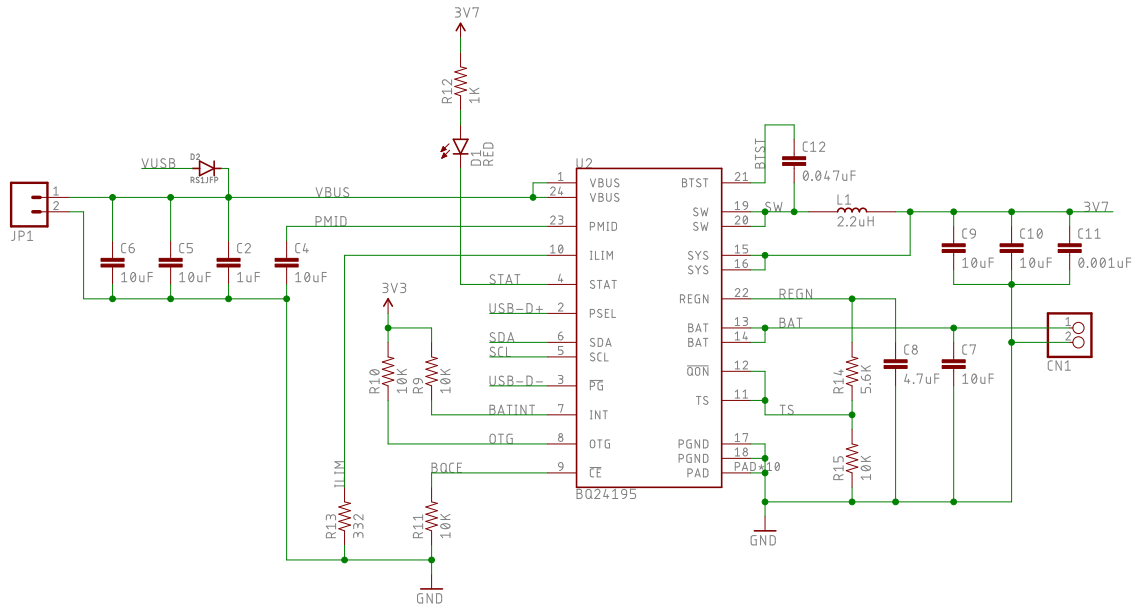 3V7
R12
1K
D1
RED
VUSB
D2
RS1JFP
JP1
1
2
VBUS
PMID
C6
10uF
C5
10uF
C2
1uF
C4
10uF
3V3
R10
10K
R9
10K
STAT
USB-D+
SDA
SCL
USB-D-
BATINT
OTG
BQCE
ILIM
R13
332
R11
10K
GND
U2
1 VBUS
24 VBUS
23 PMID
10 ILIM
4 STAT
2 PSEL
6 SDA
5 SCL
3 PG
7 INT
8 OTG
9 CE
BTST 21
SW 19
SW 20
SYS 15
SYS 16
REGN 22
BAT 13
BAT 14
QON 12
TS 11
PGND 17
PGND 18
PAD PAD*10
BQ24195
BTST
C12
0.047uF
SW
L1
2.2uH
3V7
C9
10uF
C10
10uF
C11
0.001uF
REGN
BAT
1
2
CN1
R14
5.6K
C8
4.7uF
C7
10uF
TS
R15
10K
GND